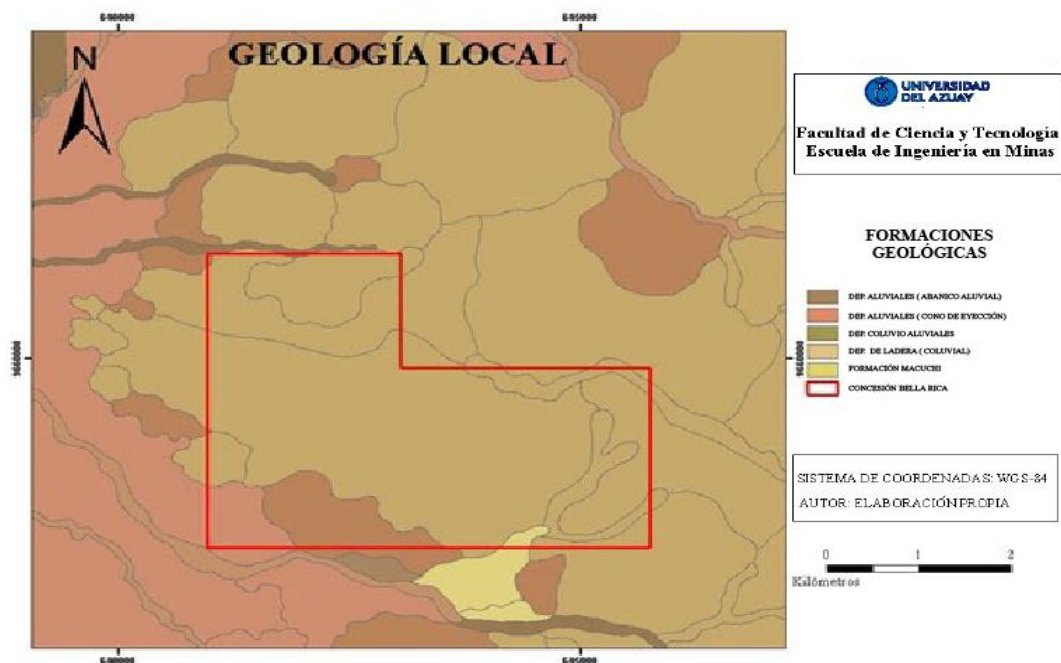 GEOLOGÍA LOCAL
N
UNIVERSIDAD
DEL AZUAY
Facultad de Ciencia y Tecnología
Escuela de Ingeniería en Minas
FORMACIONES
GEOLÓGICAS
DEP. ALUVIALES ( ABANICO ALUVIAL)
DEP. ALUVIALES ( CONO DE EYECCIÓN)
DEP. COLUVIO ALUVIALES
DEP. DE LADERA ( COLUVIAL)
FORMACIÓN MACUCHI
CONCESIÓN BELLA RICA
SISTEMA DE COORDENADAS: WGS-84
AUTOR: ELABORACIÓN PROPIA
0 1 2
Kilómetros
9660000
9660000